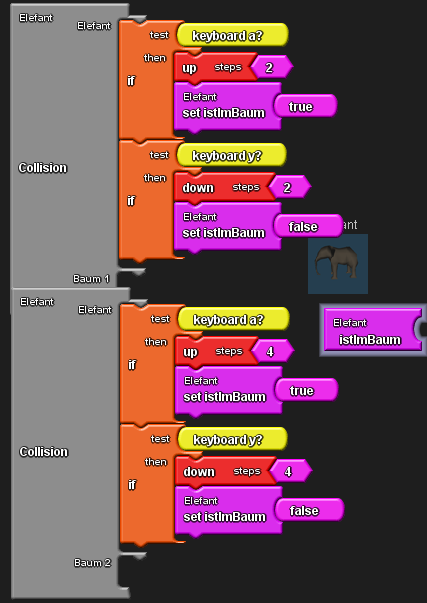 Elefant
Elefant
test
keyboard a?
then
up
steps
2
if
Elefant
set istImBaum
true
test
keyboard y?
Collision
then
down
steps
2
if
Elefant
set istImBaum
false
ant
Baum 1
Elefant
Elefant
test
keyboard a?
then
up
steps
4
if
Elefant
istImBaum
Elefant
set istImBaum
true
test
keyboard y?
Collision
then
down
steps
4
if
Elefant
set istImBaum
false
Baum 2